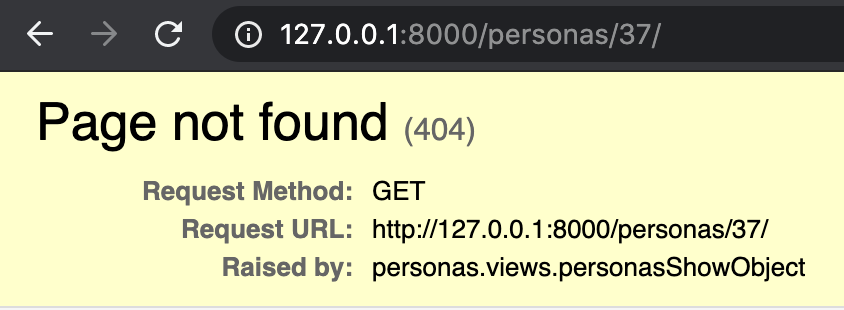 127.0.0.1:8000/personas/37/
Page not found (404)
Request Method: GET
Request URL: http://127.0.0.1:8000/personas/37/
Raised by: personas.views.personasShowObject